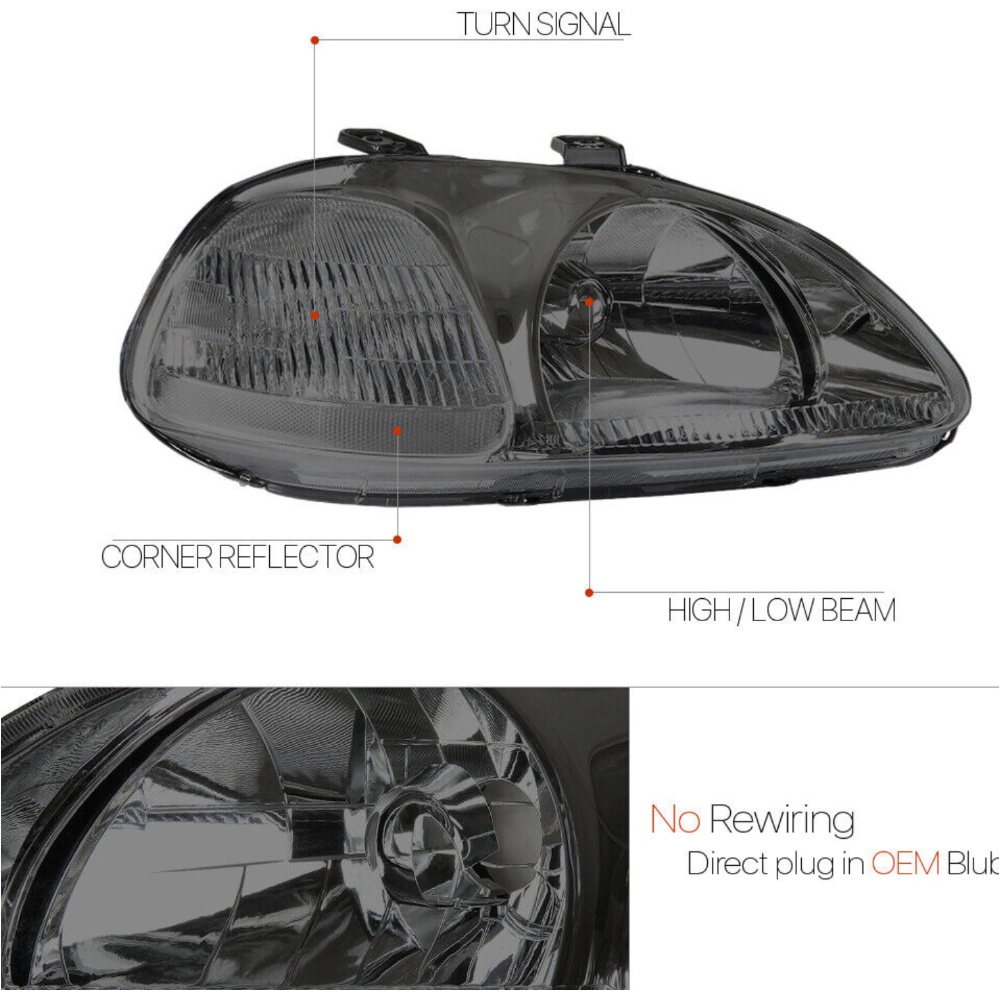 TURN SIGNAL
CORNER REFLECTOR
HIGH / LOW BEAM
No Rewiring
Direct plug in OEM Blub